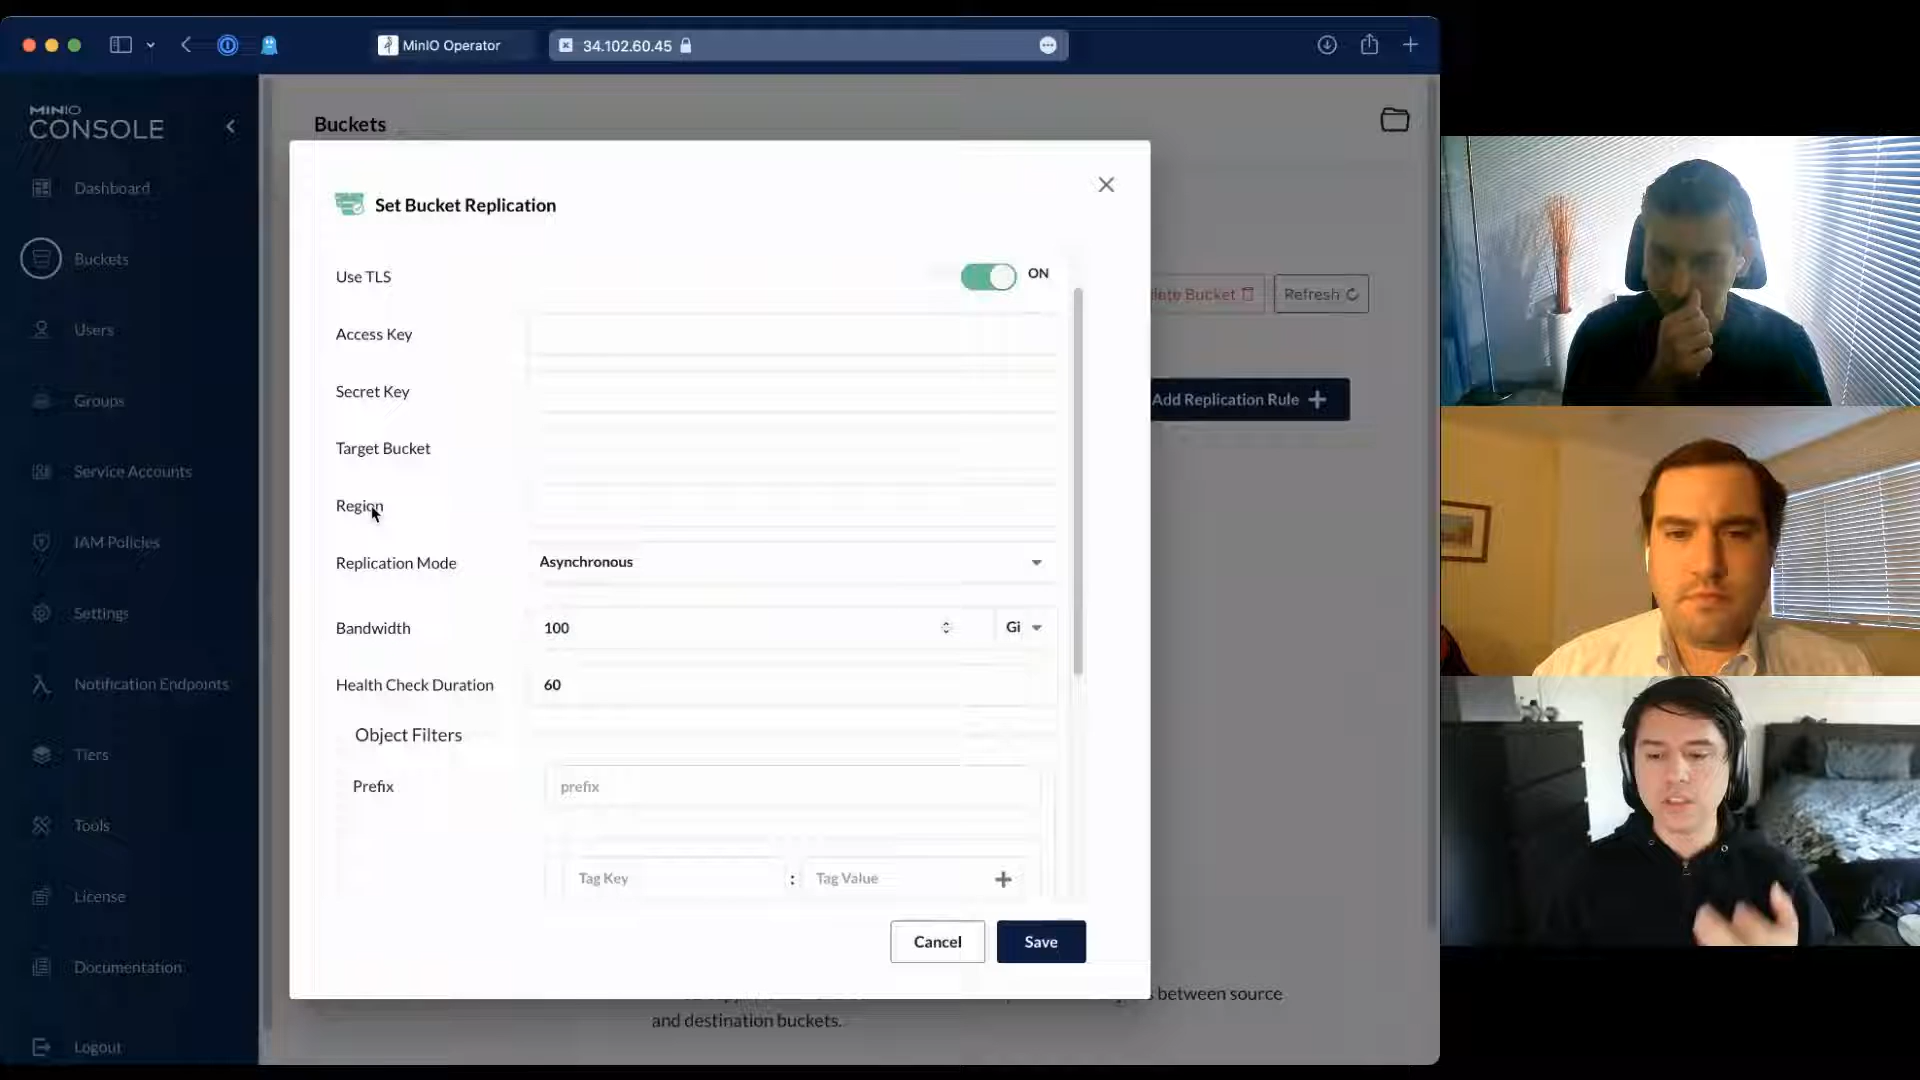 MinIO Operator
34.102.60.45
MINIO
CONSOLE
Dashboard
Buckets
Users
Groups
Service Accounts
IAM Policies
Settings
Notification Endpoints
Tiers
Tools
License
Documentation
Logout
Buckets
Bucket
Refresh
Add Replication Rule
Set Bucket Replication
Use TLS
ON
Access Key
Secret Key
Target Bucket
Region
Replication Mode
Asynchronous
Bandwidth
100
Gi
Health Check Duration
60
Object Filters
Prefix
prefix
Tag Key
:
Tag Value
Cancel
Save
between source
and destination buckets.